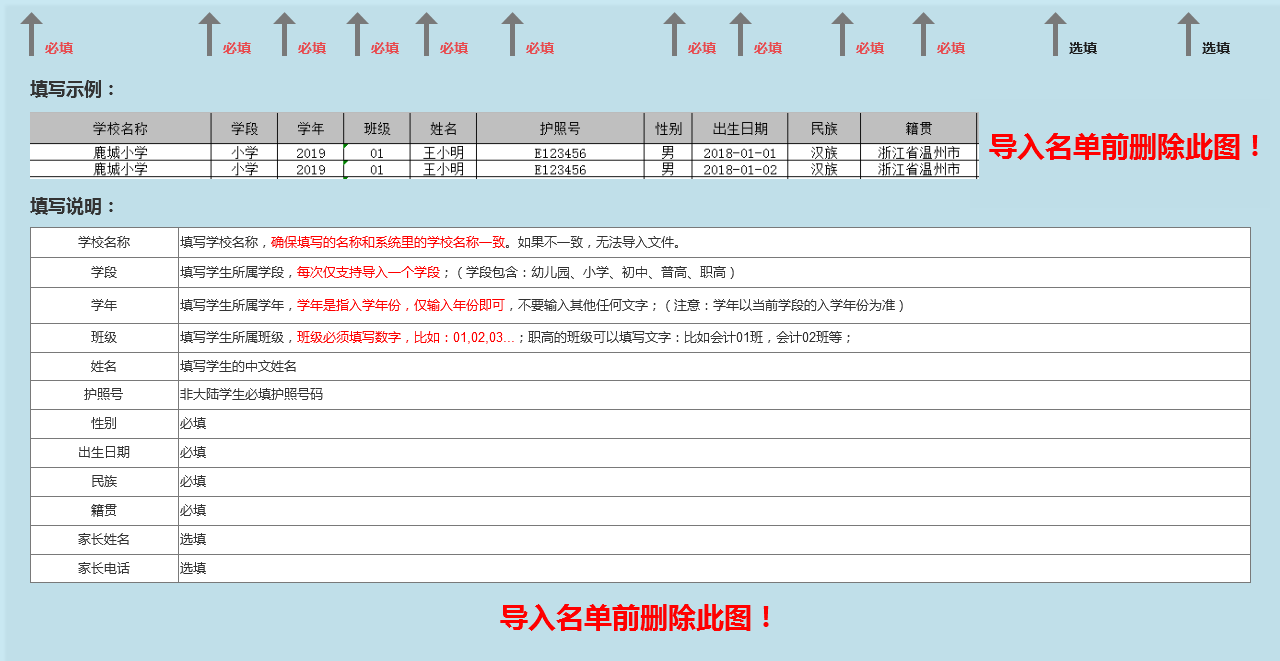 必填 必填 必填 必填 必填 必填 必填 必填 必填 必填 选填 选填
填写示例：
学校名称 学段 学年 班级 姓名 护照号 性别 出生日期 民族 籍贯
鹿城小学 小学 2019 01 王小明 E123456 男 2018-01-01 汉族 浙江省温州市
鹿城小学 小学 2019 01 王小明 E123456 男 2018-01-02 汉族 浙江省温州市
导入名单前删除此图！
填写说明：
学校名称 填写学校名称，确保填写的名称和系统里的学校名称一致。如果不一致，无法导入文件。
学段 填写学生所属学段，每次仅支持导入一个学段；（学段包含：幼儿园、小学、初中、普高、职高）
学年 填写学生所属学年，学年是指入学年份，仅输入年份即可，不要输入其他任何文字；（注意：学年以当前学段的入学年份为准）
班级 填写学生所属班级，班级必须填写数字，比如：01,02,03...；职高的班级可以填写文字：比如会计01班，会计02班等；
姓名 填写学生的中文姓名
护照号 非大陆学生必填护照号码
性别 必填
出生日期 必填
民族 必填
籍贯 必填
家长姓名 选填
家长电话 选填
导入名单前删除此图！